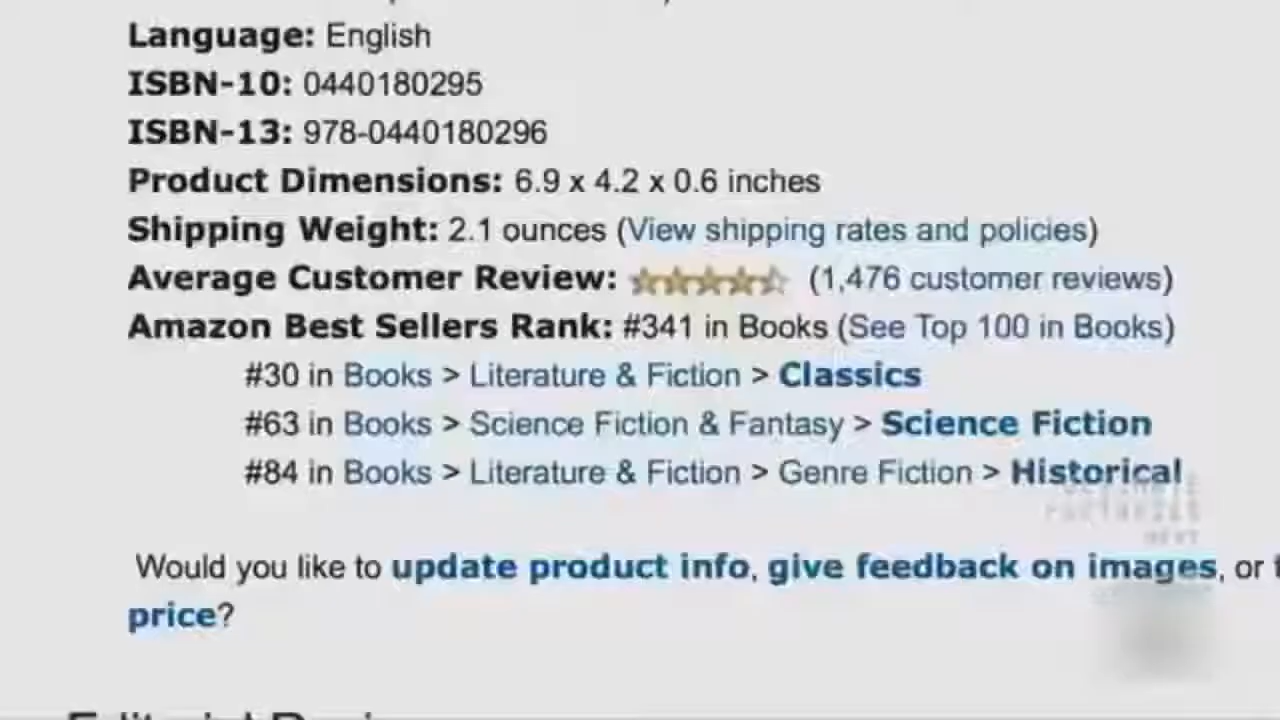 Language: English
ISBN-10: 0440180295
ISBN-13: 978-0440180296
Product Dimensions: 6.9 x 4.2 x 0.6 inches
Shipping Weight: 2.1 ounces (View shipping rates and policies)
Average Customer Review: (1,476 customer reviews)
Amazon Best Sellers Rank: #341 in Books (See Top 100 in Books)
#30 in Books > Literature & Fiction > Classics
#63 in Books > Science Fiction & Fantasy > Science Fiction
#84 in Books > Literature & Fiction > Genre Fiction > Historical
NEXT
Would you like to update product info, give feedback on images, or
price?